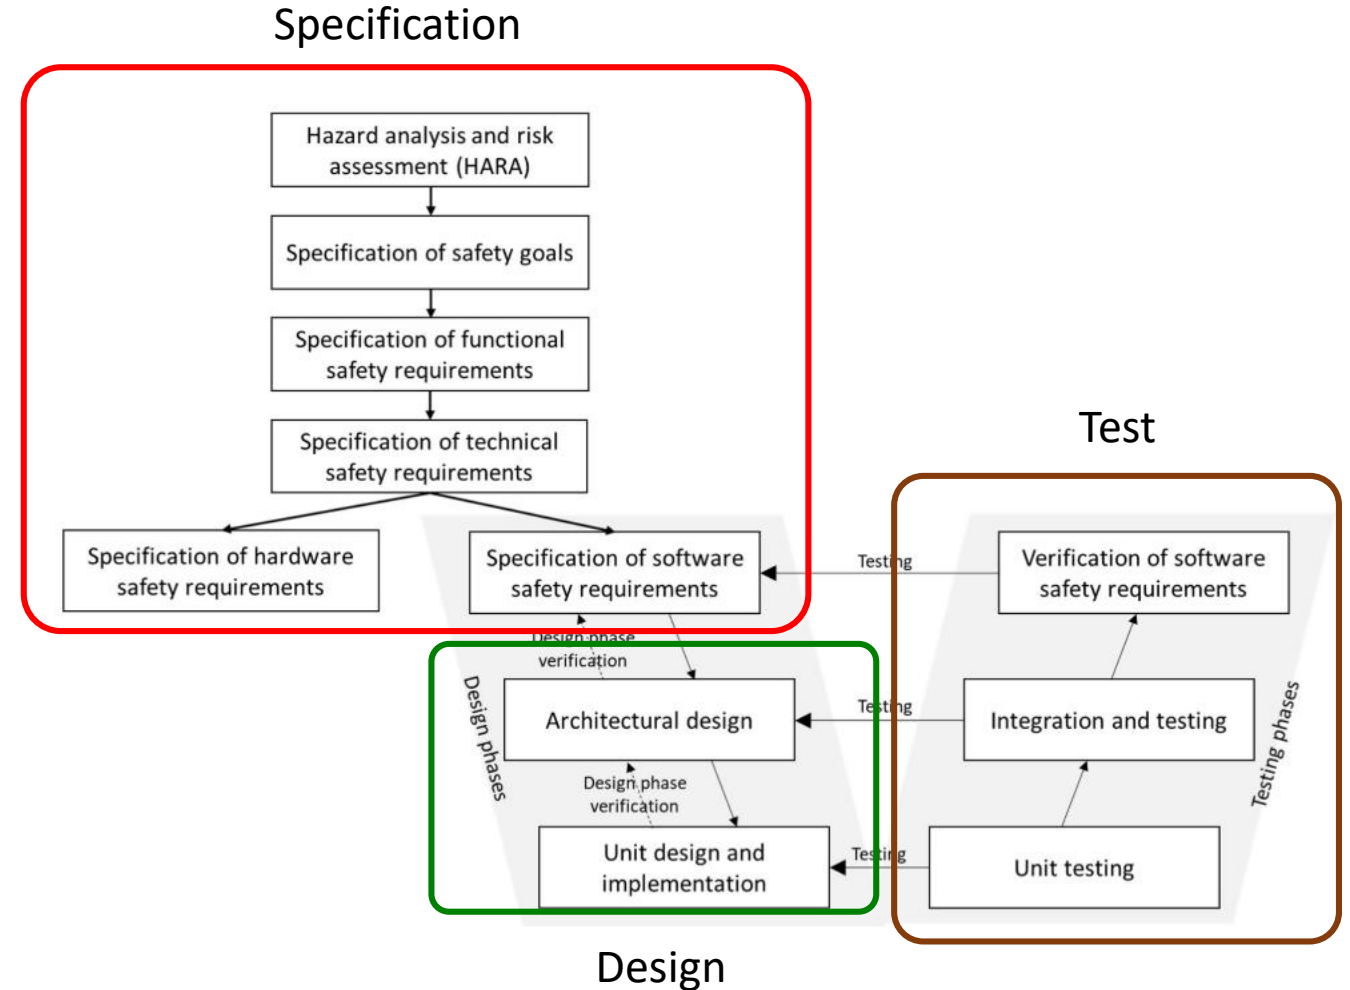 Specification
Hazard analysis and risk
assessment (HARA)
Specification of safety goals
Specification of functional
safety requirements
Specification of technical
safety requirements
Specification of hardware
safety requirements
Specification of software
safety requirements
Design phase
verification
Design phases
Architectural design
Design phase
verification
Unit design and
implementation
Design
Test
Testing
Verification of software
safety requirements
Testing
Integration and testing
Testing phases
Testing
Unit testing